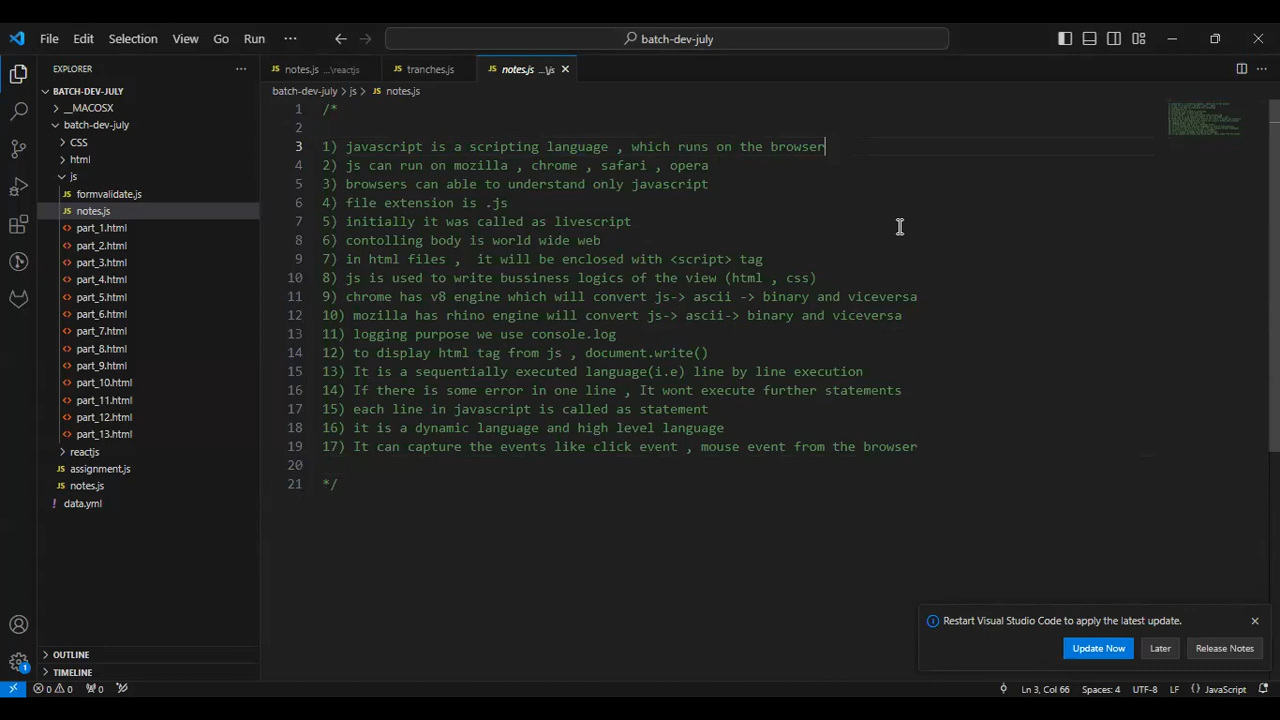 File Edit Selection View Go Run ··· batch-dev-july
EXPLORER ···
BATCH-DEV-JULY
__MACOSX
batch-dev-july
CSS
html
js
JS formvalidate.js
JS notes.js
<> part_1.html
<> part_2.html
<> part_3.html
<> part_4.html
<> part_5.html
<> part_6.html
<> part_7.html
<> part_8.html
<> part_9.html
<> part_10.html
<> part_11.html
<> part_12.html
<> part_13.html
reactjs
JS assignment.js
JS notes.js
! data.yml
OUTLINE
TIMELINE
JS notes.js ...\reactjs JS tranches.js JS notes.js ...\js
batch-dev-july > js > JS notes.js
1 /*
2
3 1) javascript is a scripting language , which runs on the browser
4 2) js can run on mozilla , chrome , safari , opera
5 3) browsers can able to understand only javascript
6 4) file extension is .js
7 5) initially it was called as livescript
8 6) contolling body is world wide web
9 7) in html files ,  it will be enclosed with <script> tag
10 8) js is used to write bussiness logics of the view (html , css)
11 9) chrome has v8 engine which will convert js-> ascii -> binary and viceversa
12 10) mozilla has rhino engine will convert js-> ascii-> binary and viceversa
13 11) logging purpose we use console.log
14 12) to display html tag from js , document.write()
15 13) It is a sequentially executed language(i.e) line by line execution
16 14) If there is some error in one line , It wont execute further statements
17 15) each line in javascript is called as statement
18 16) it is a dynamic language and high level language
19 17) It can capture the events like click event , mouse event from the browser
20
21 */
Restart Visual Studio Code to apply the latest update.
Update Now Later Release Notes
1
0 0 0 Ln 3, Col 66 Spaces: 4 UTF-8 LF {} JavaScript